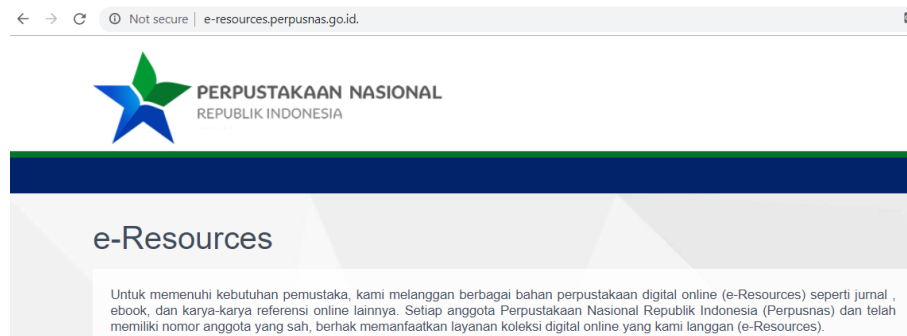 Not secure | e-resources.perpusnas.go.id.
PERPUSTAKAAN NASIONAL
REPUBLIK INDONESIA
e-Resources
Untuk memenuhi kebutuhan pemustaka, kami melanggan berbagai bahan perpustakaan digital online (e-Resources) seperti jurnal ,
ebook, dan karya-karya referensi online lainnya. Setiap anggota Perpustakaan Nasional Republik Indonesia (Perpusnas) dan telah
memiliki nomor anggota yang sah, berhak memanfaatkan layanan koleksi digital online yang kami langgan (e-Resources).